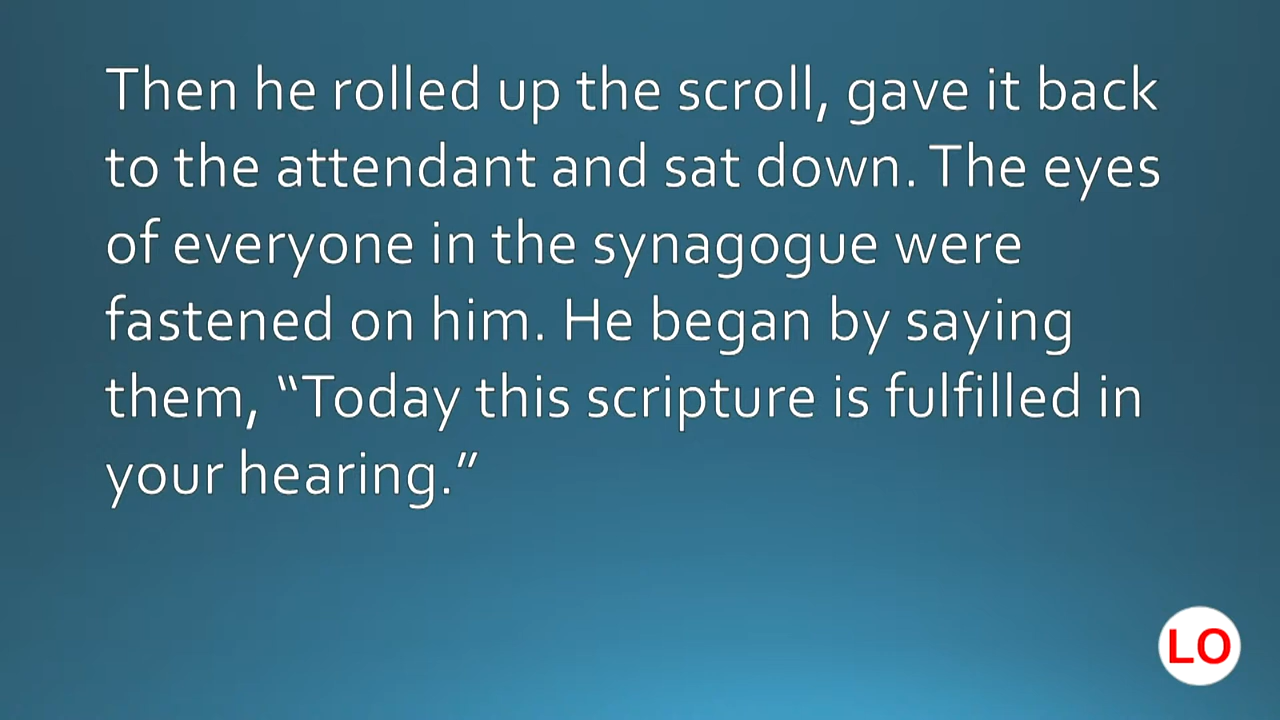 Then he rolled up the scroll, gave it back
to the attendant and sat down. The eyes
of everyone in the synagogue were
fastened on him. He began by saying
them, “Today this scripture is fulfilled in
your hearing.”
LO